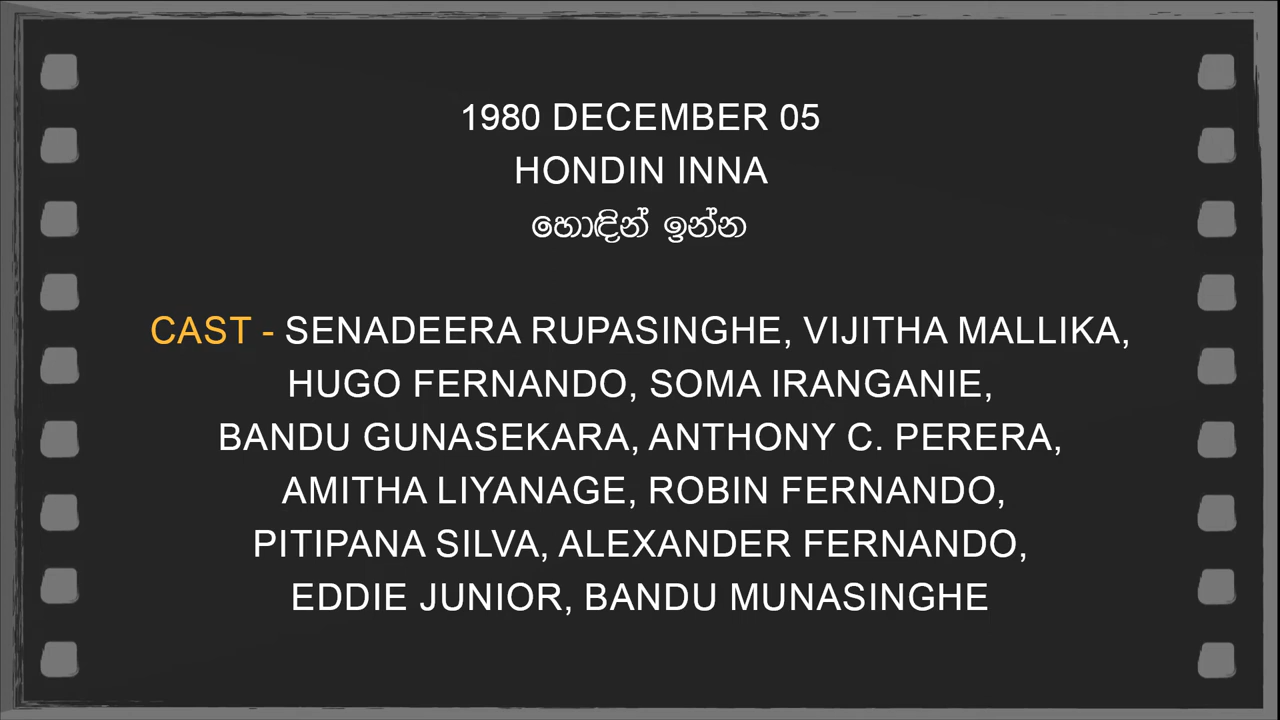 1980 DECEMBER 05
HONDIN INNA
හොඳින් ඉන්න
CAST - SENADEERA RUPASINGHE, VIJITHA MALLIKA,
HUGO FERNANDO, SOMA IRANGANIE,
BANDU GUNASEKARA, ANTHONY C. PERERA,
AMITHA LIYANAGE, ROBIN FERNANDO,
PITIPANA SILVA, ALEXANDER FERNANDO,
EDDIE JUNIOR, BANDU MUNASINGHE